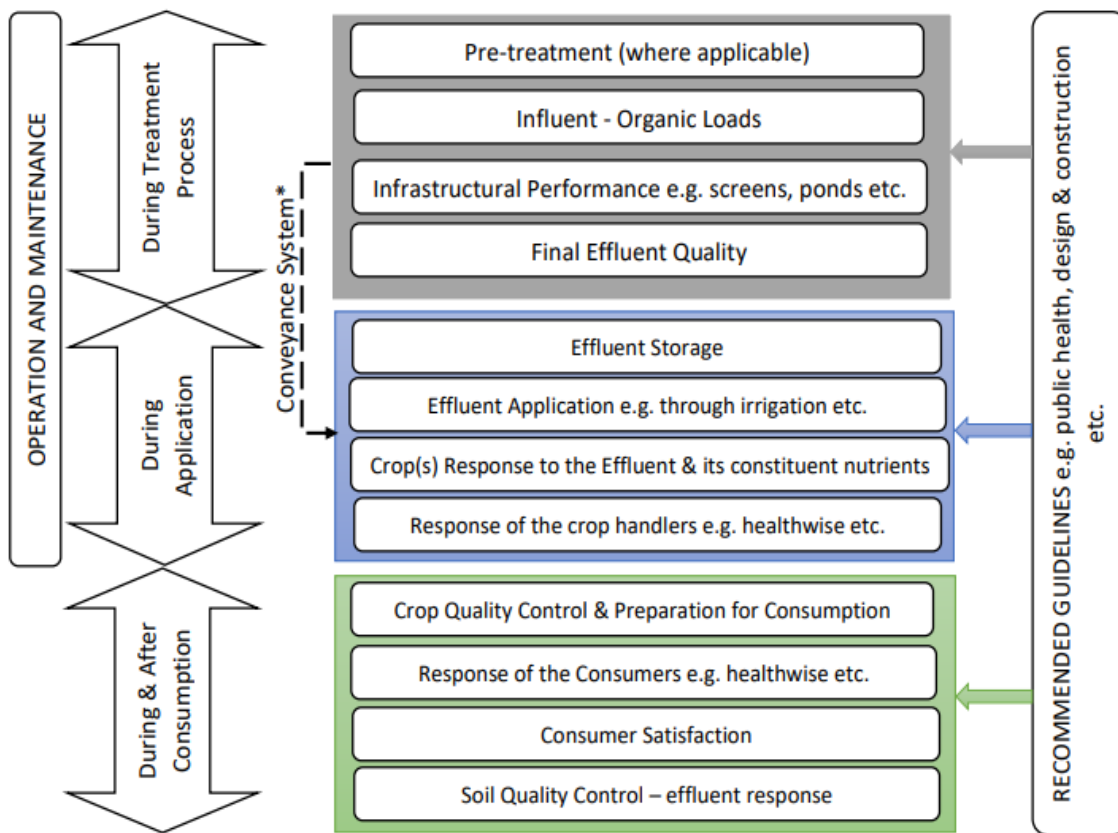 OPERATION AND MAINTENANCE
During Treatment
Process
During
Application
During & After
Consumption
Conveyance System*
Pre-treatment (where applicable)
Influent - Organic Loads
Infrastructural Performance e.g. screens, ponds etc.
Final Effluent Quality
Effluent Storage
Effluent Application e.g. through irrigation etc.
Crop(s) Response to the Effluent & its constituent nutrients
Response of the crop handlers e.g. healthwise etc.
Crop Quality Control & Preparation for Consumption
Response of the Consumers e.g. healthwise etc.
Consumer Satisfaction
Soil Quality Control – effluent response
RECOMMENDED GUIDELINES e.g. public health, design & construction
etc.